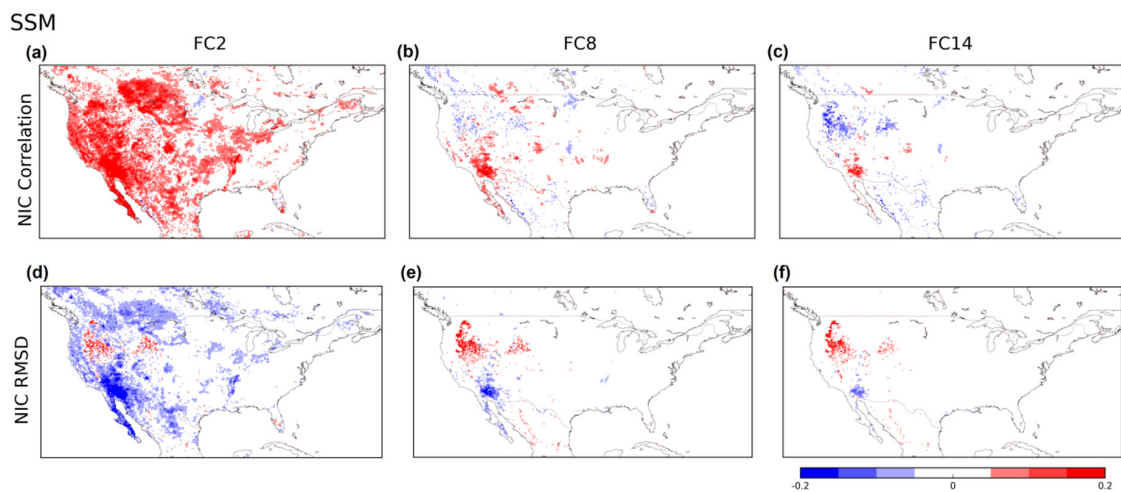 SSM
FC2
FC8
FC14
(a)
(b)
(c)
NIC Correlation
(d)
(e)
(f)
NIC RMSD
-0.2
0
0.2